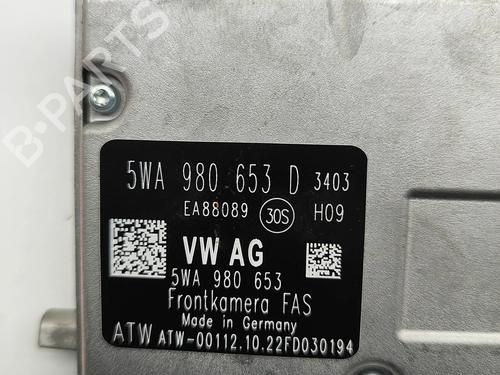 B-PARTS
5WA 980 653 D 3403
EA88089 30S H09
VW AG
5WA 980 653
Frontkamera FAS
Made in Germany
ATW ATW-00112.10.22FD030194